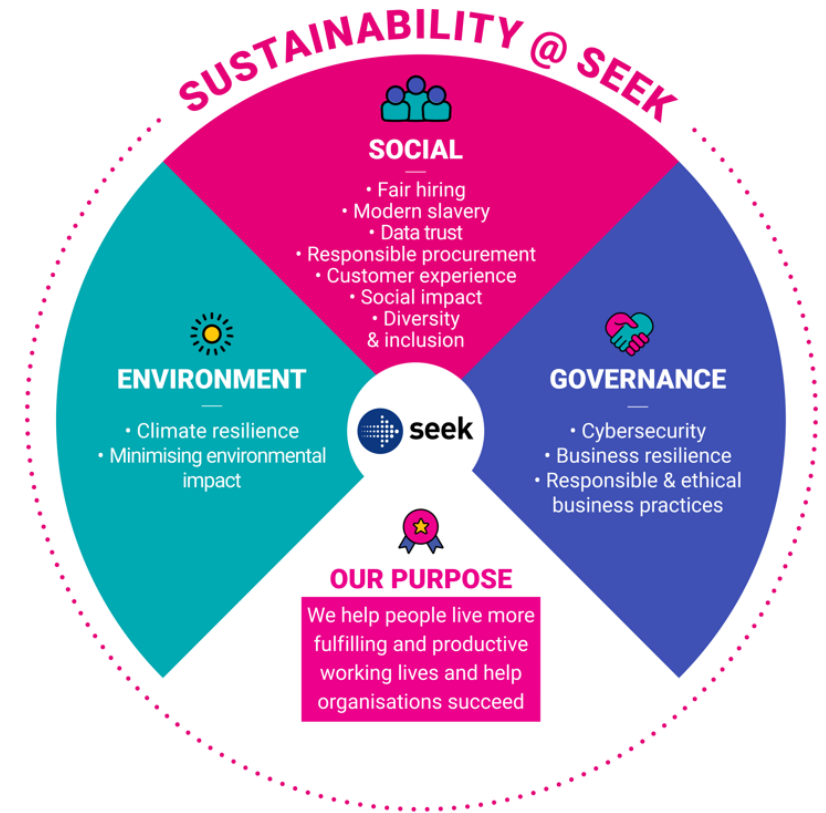 SUSTAINABILITY @ SEEK
SOCIAL
• Fair hiring
• Modern slavery
• Data trust
• Responsible procurement
• Customer experience
• Social impact
• Diversity
& inclusion
ENVIRONMENT
• Climate resilience
• Minimising environmental
impact
seek
GOVERNANCE
• Cybersecurity
• Business resilience
• Responsible & ethical
business practices
OUR PURPOSE
We help people live more
fulfilling and productive
working lives and help
organisations succeed